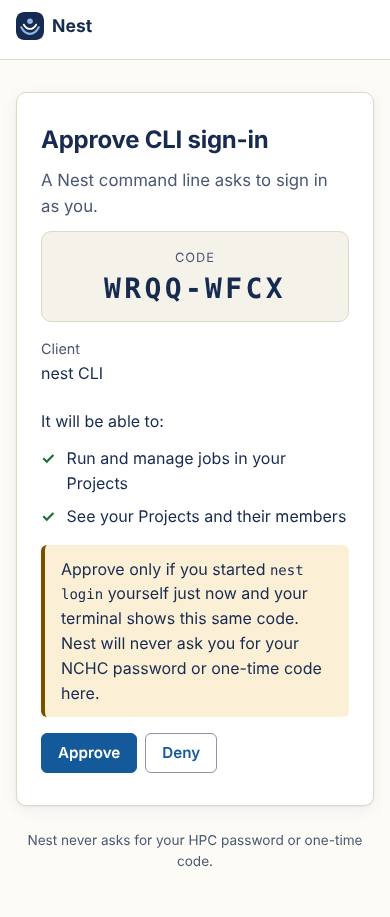 Nest
Approve CLI sign-in
A Nest command line asks to sign in
as you.
CODE
WRQQ-WFCX
Client
nest CLI
It will be able to:
Run and manage jobs in your
Projects
See your Projects and their members
Approve only if you started nest
login yourself just now and your
terminal shows this same code.
Nest will never ask you for your
NCHC password or one-time code
here.
Approve
Deny
Nest never asks for your HPC password or one-time
code.